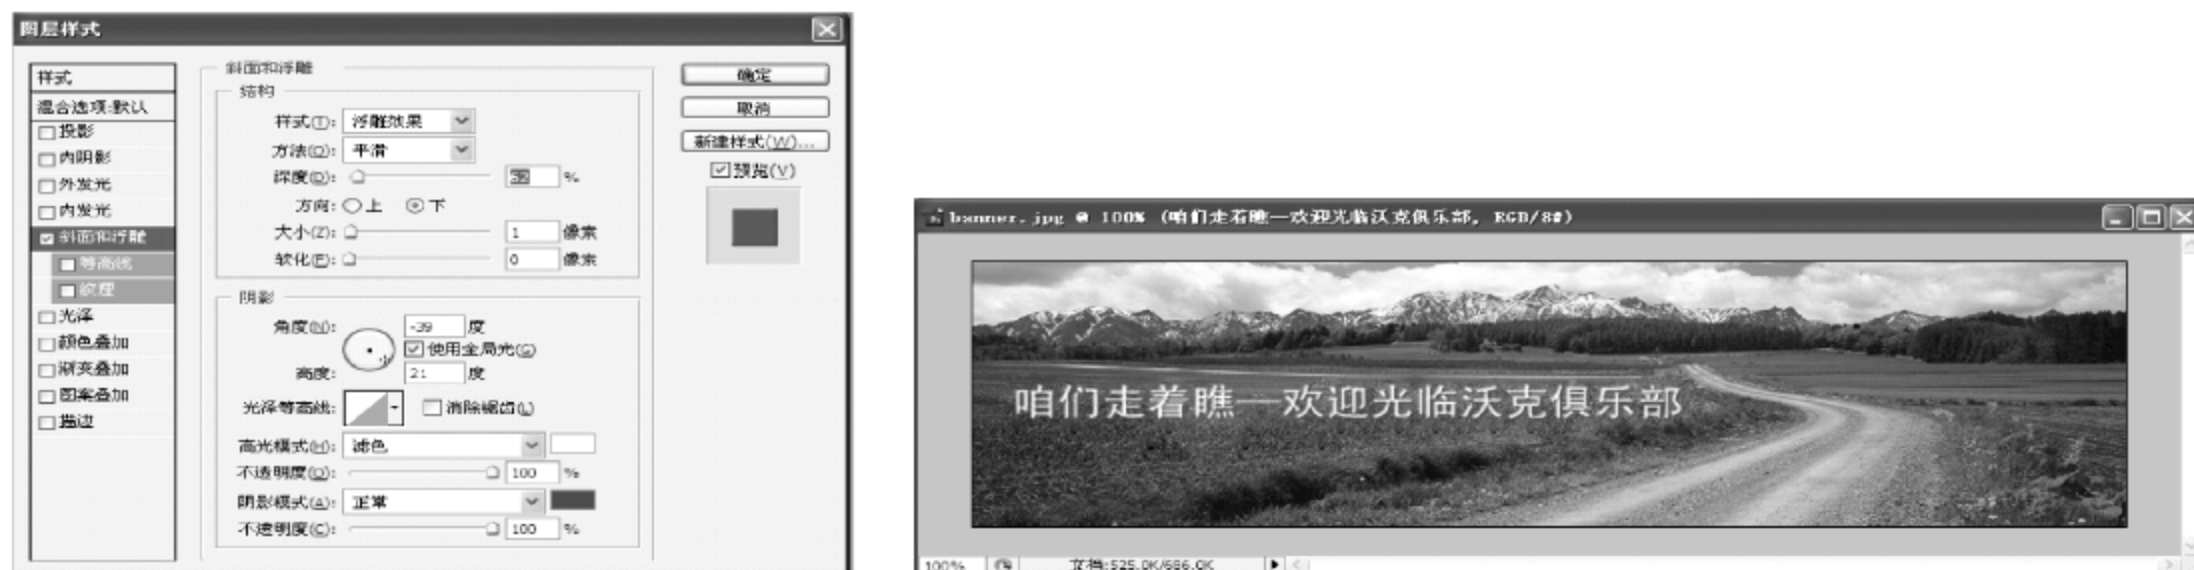 图层样式
样式
混合选项:默认
投影
内阴影
外发光
内发光
斜面和浮雕
等高线
纹理
光泽
颜色叠加
渐变叠加
图案叠加
描边
斜面和浮雕
结构
样式(T): 浮雕效果
方法(Q): 平滑
深度(D): %
方向: 上 下
大小(Z): 1 像素
软化(F): 0 像素
阴影
角度(N): -39 度
使用全局光(G)
高度: 21 度
光泽等高线: 消除锯齿(L)
高光模式(H): 滤色
不透明度(O): 100 %
阴影模式(A): 正常
不透明度(C): 100 %
确定
取消
新建样式(W)...
预览(V)
banner.jpg @ 100% (咱们走着瞧—欢迎光临沃克俱乐部, RGB/8#)
咱们走着瞧—欢迎光临沃克俱乐部
100% 文档:525.0K/686.0K